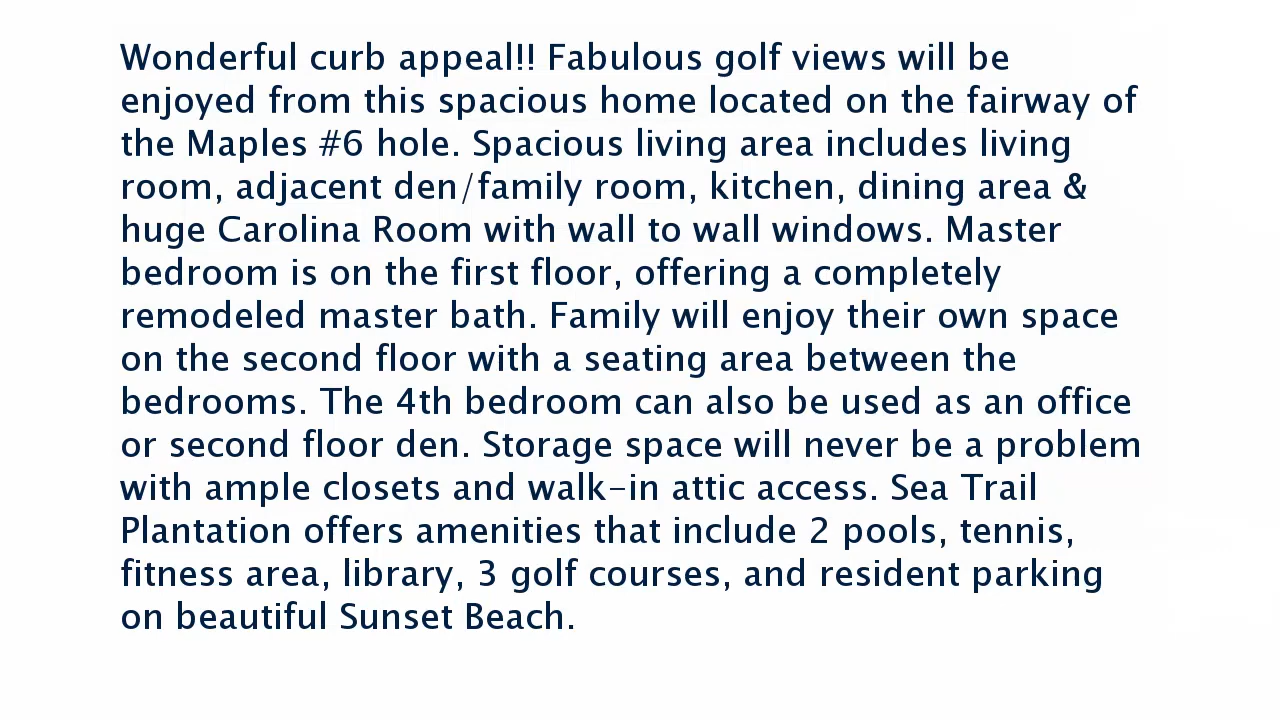 Wonderful curb appeal!! Fabulous golf views will be
enjoyed from this spacious home located on the fairway of
the Maples #6 hole. Spacious living area includes living
room, adjacent den/family room, kitchen, dining area &
huge Carolina Room with wall to wall windows. Master
bedroom is on the first floor, offering a completely
remodeled master bath. Family will enjoy their own space
on the second floor with a seating area between the
bedrooms. The 4th bedroom can also be used as an office
or second floor den. Storage space will never be a problem
with ample closets and walk-in attic access. Sea Trail
Plantation offers amenities that include 2 pools, tennis,
fitness area, library, 3 golf courses, and resident parking
on beautiful Sunset Beach.